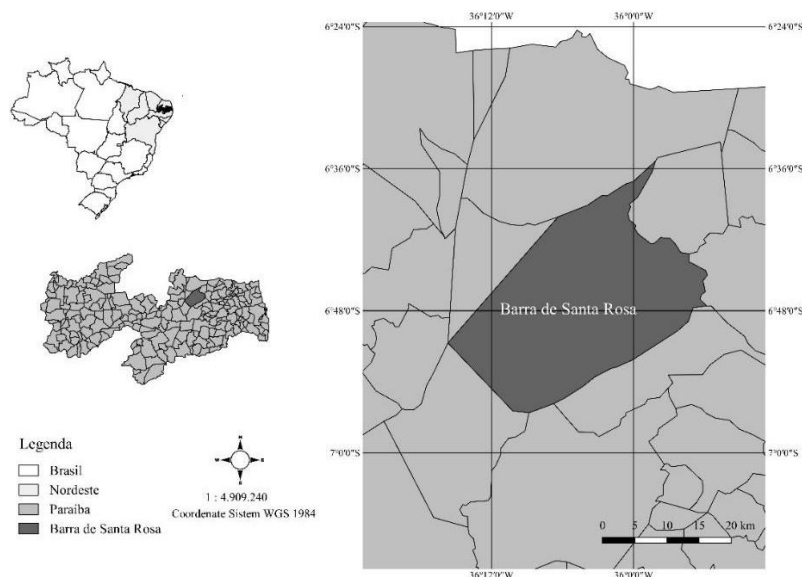 36°12'0"W 36°0'0"W
6°24'0"S 6°24'0"S
6°36'0"S 6°36'0"S
Barra de Santa Rosa
6°48'0"S 6°48'0"S
7°0'0"S 7°0'0"S
0 5 10 15 20 km
36°12'0"W 36°0'0"W
Legenda
Brasil
Nordeste
Paraíba
Barra de Santa Rosa
N
W E
S
1 : 4.909.240
Coordenate Sistem WGS 1984